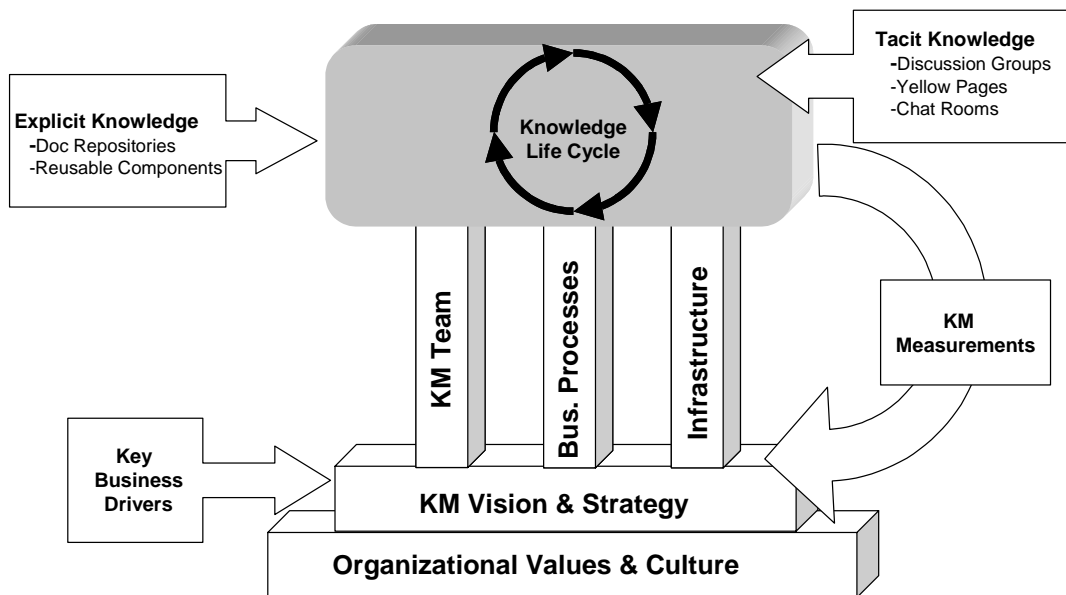 Tacit Knowledge
-Discussion Groups
-Yellow Pages
-Chat Rooms
Explicit Knowledge
-Doc Repositories
-Reusable Components
Knowledge
Life Cycle
KM Team
Bus. Processes
Infrastructure
KM
Measurements
Key
Business
Drivers
KM Vision & Strategy
Organizational Values & Culture